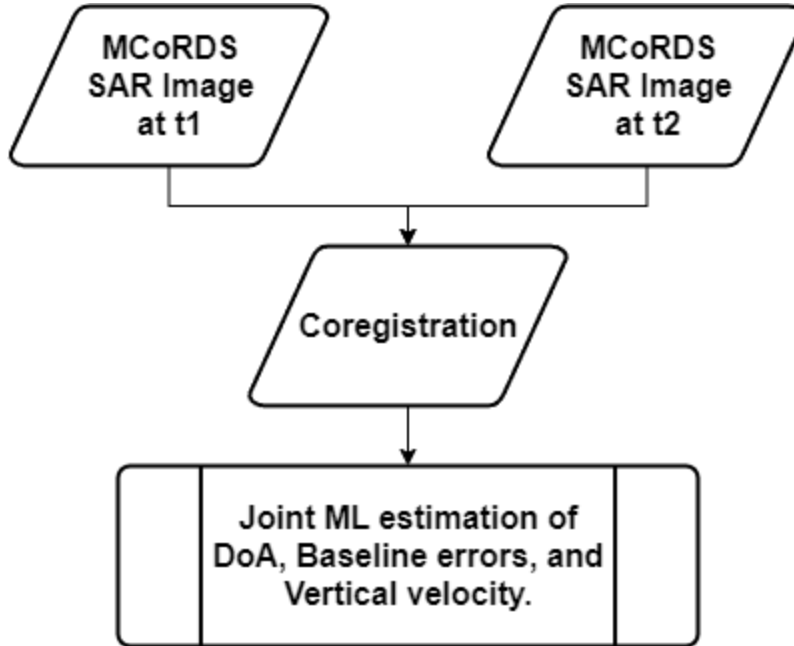 MCoRDS
SAR Image
at t1
MCoRDS
SAR Image
at t2
Coregistration
Joint ML estimation of
DoA, Baseline errors, and
Vertical velocity.